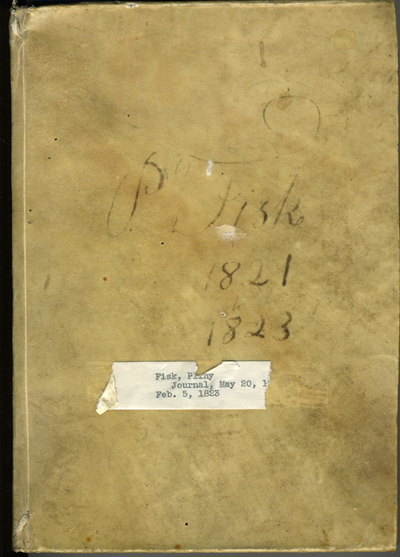 P Fisk
1821
1823
Fisk, Pliny
Journal, May 20, 1
Feb. 5, 1823